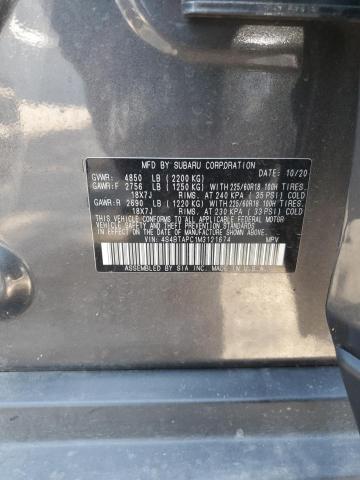 MFD BY SUBARU CORPORATION
DATE: 10/20
GVWR: 4850 LB (2200 KG)
GAWR:F 2756 LB (1250 KG) WITH 225/60R18 100H TIRES,
18X7J RIMS, AT 240 KPA (35 PSI) COLD
GAWR:R 2690 LB (1220 KG) WITH 225/60R18 100H TIRES,
18X7J RIMS, AT 230 KPA (33 PSI) COLD
THIS VEHICLE CONFORMS TO ALL APPLICABLE FEDERAL MOTOR
VEHICLE SAFETY AND THEFT PREVENTION STANDARDS
IN EFFECT ON THE DATE OF MANUFACTURE SHOWN ABOVE.
VIN: 4S4BTAPC1M3121674 MPV
ASSEMBLED BY SIA INC. IN U.S.A.